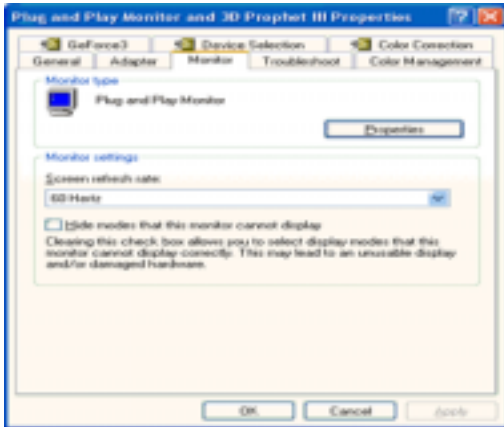 Plug and Play Monitor and 3D Prophet III Properties
GeForce3 Device Selection Color Correction
General Adapter Monitor Troubleshoot Color Management
Monitor type
Plug and Play Monitor
Properties
Monitor settings
Screen refresh rate:
60 Hertz
Hide modes that this monitor cannot display
Clearing this check box allows you to select display modes that this
monitor cannot display correctly. This may lead to an unusable display
and/or damaged hardware.
OK Cancel Apply